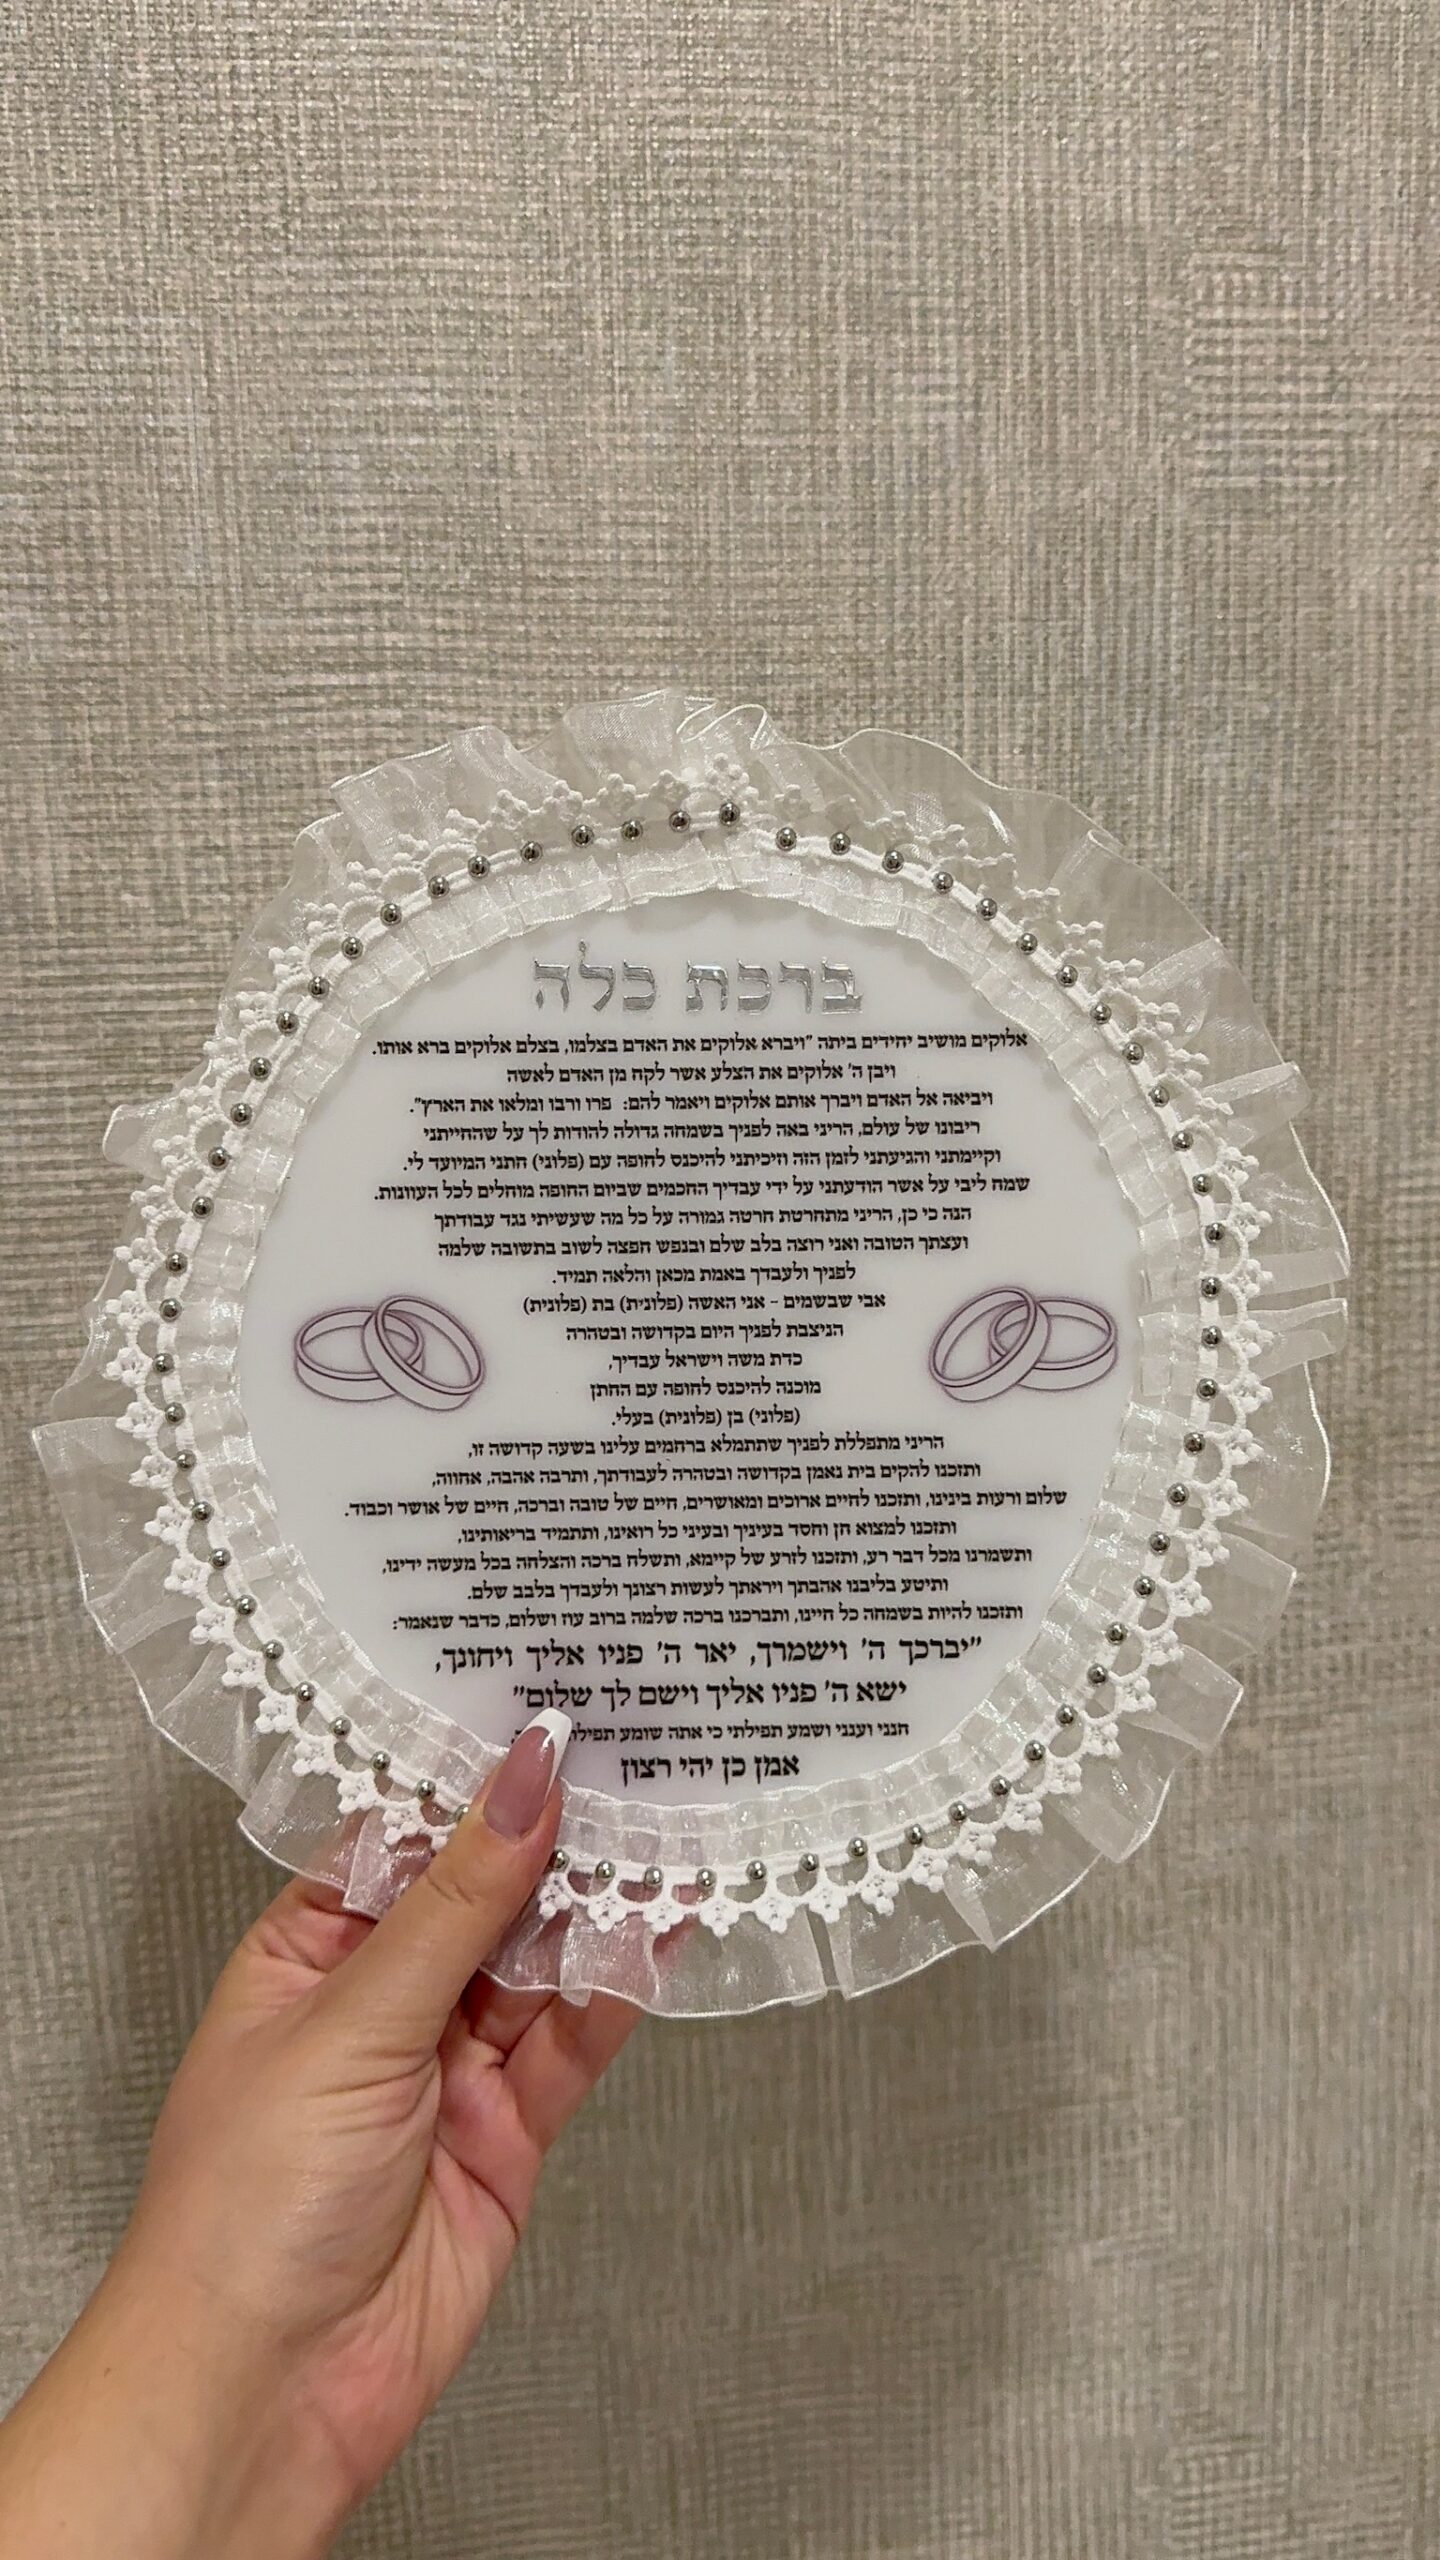 ברכת כלה
אלוקים מושיב יחידים ביתה "ויברא אלוקים את האדם בצלמו, בצלם אלוקים ברא אותו.
ויבן ה' אלוקים את הצלע אשר לקח מן האדם לאשה
ויביאה אל האדם ויברך אותם אלוקים ויאמר להם: פרו ורבו ומלאו את הארץ".
ריבונו של עולם, הריני באה לפניך בשמחה גדולה להודות לך על שהחייתני
וקיימתני והגיעתני לזמן הזה וזיכיתני להיכנס לחופה עם (פלוני) חתני המיועד לי.
שמח ליבי על אשר הודעתני על ידי עבדיך החכמים שביום החופה מוחלים לכל העוונות.
הנה כי כן, הריני מתחרטת חרטה גמורה על כל מה שעשיתי נגד עבודתך
ועצתך הטובה ואני רוצה בלב שלם ובנפש חפצה לשוב בתשובה שלמה
לפניך ולעבדך באמת מכאן והלאה תמיד.
אבי שבשמים - אני האשה (פלונית) בת (פלונית)
הניצבת לפניך היום בקדושה ובטהרה
כדת משה וישראל עבדיך,
מוכנה להיכנס לחופה עם החתן
(פלוני) בן (פלונית) בעלי.
הריני מתפללת לפניך שתתמלא ברחמים עלינו בשעה קדושה זו,
ותזכנו להקים בית נאמן בקדושה ובטהרה לעבודתך, ותרבה אהבה, אחווה,
שלום ורעות בינינו, ותזכנו לחיים ארוכים ומאושרים, חיים של טובה וברכה, חיים של אושר וכבוד.
ותזכנו למצוא חן וחסד בעיניך ובעיני כל רואינו, ותתמיד בריאותינו,
ותשמרנו מכל דבר רע, ותזכנו לזרע של קיימא, ותשלח ברכה והצלחה בכל מעשה ידינו,
ותיטע בליבנו אהבתך ויראתך לעשות רצונך ולעבדך בלבב שלם.
ותזכנו להיות בשמחה כל חיינו, ותברכנו ברכה שלמה ברוב עוז ושלום, כדבר שנאמר:
"יברכך ה' וישמרך, יאר ה' פניו אליך ויחונך,
ישא ה' פניו אליך וישם לך שלום"
חנני וענני ושמע תפילתי כי אתה שומע
אמן כן יהי רצון